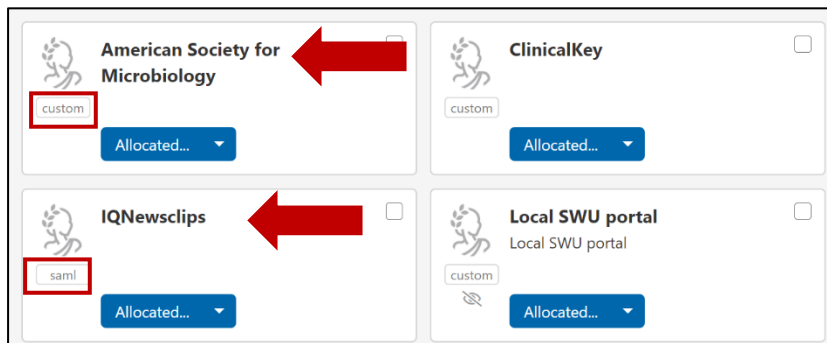 American Society for
Microbiology
custom
Allocated...
ClinicalKey
custom
Allocated...
IQNewsclips
saml
Allocated...
Local SWU portal
Local SWU portal
custom
Allocated...